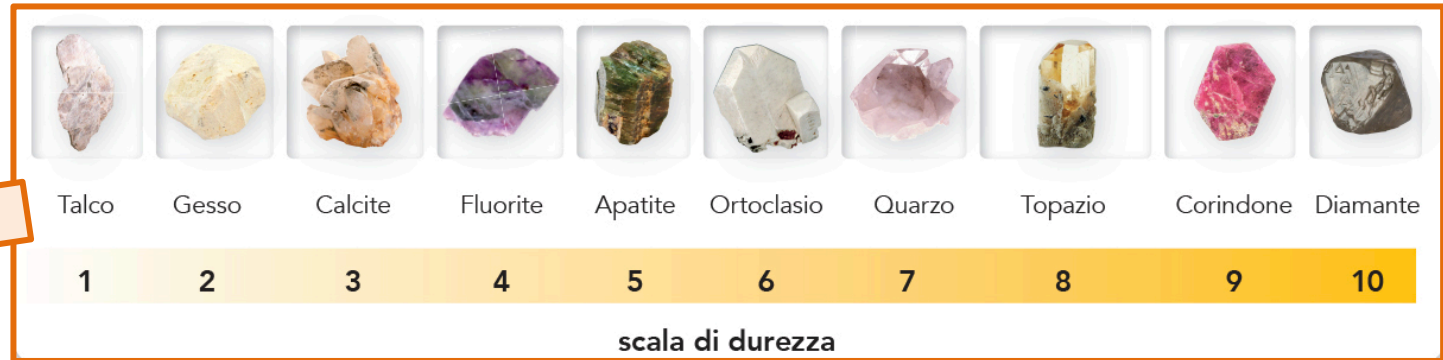 Talco Gesso Calcite Fluorite Apatite Ortoclasio Quarzo Topazio Corindone Diamante
1 2 3 4 5 6 7 8 9 10
scala di durezza